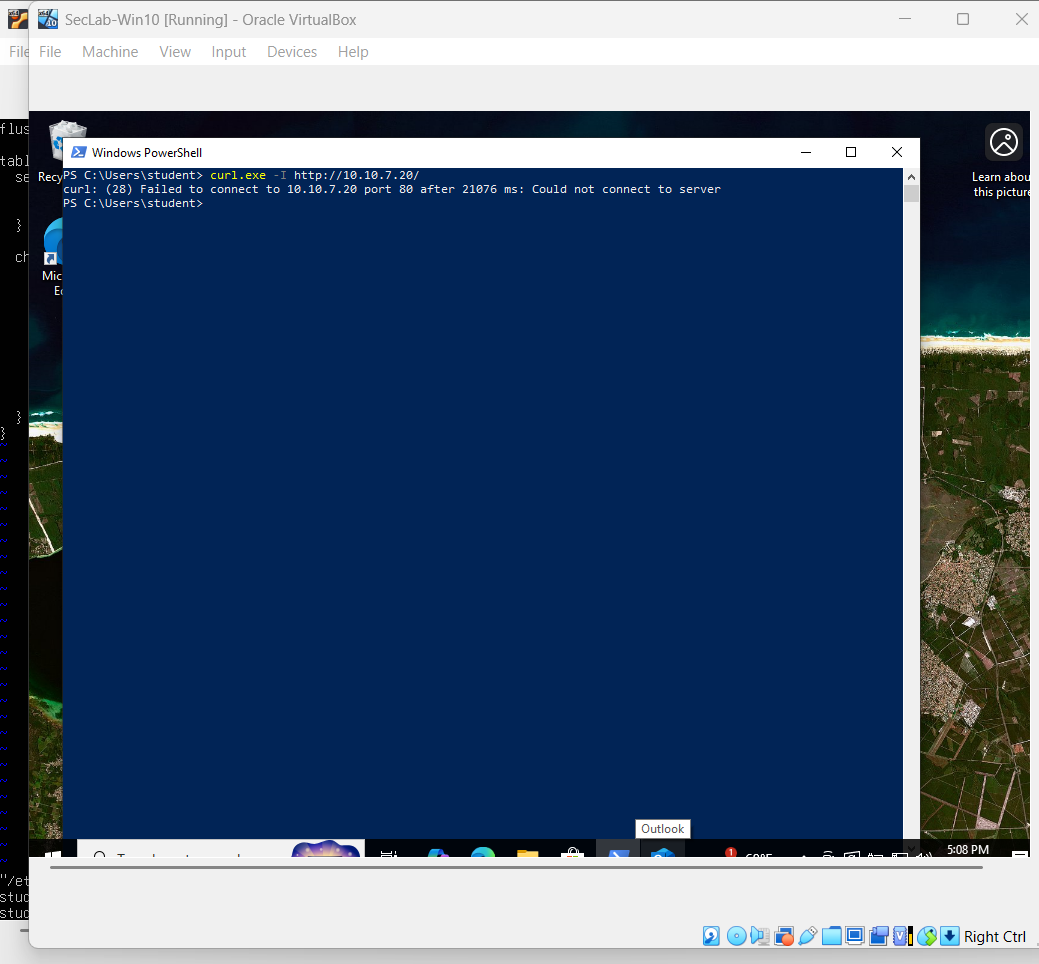 SecLab-Win10 [Running] - Oracle VirtualBox
File
File Machine View Input Devices Help
flus
tabl
se
}
ch
}
}
"/et
stud
stud
Windows PowerShell
PS C:\Users\student> curl.exe -I http://10.10.7.20/
curl: (28) Failed to connect to 10.10.7.20 port 80 after 21076 ms: Could not connect to server
PS C:\Users\student>
Recy
Mic
Ed
Learn abou
this picture
Outlook
1
5:08 PM
Right Ctrl